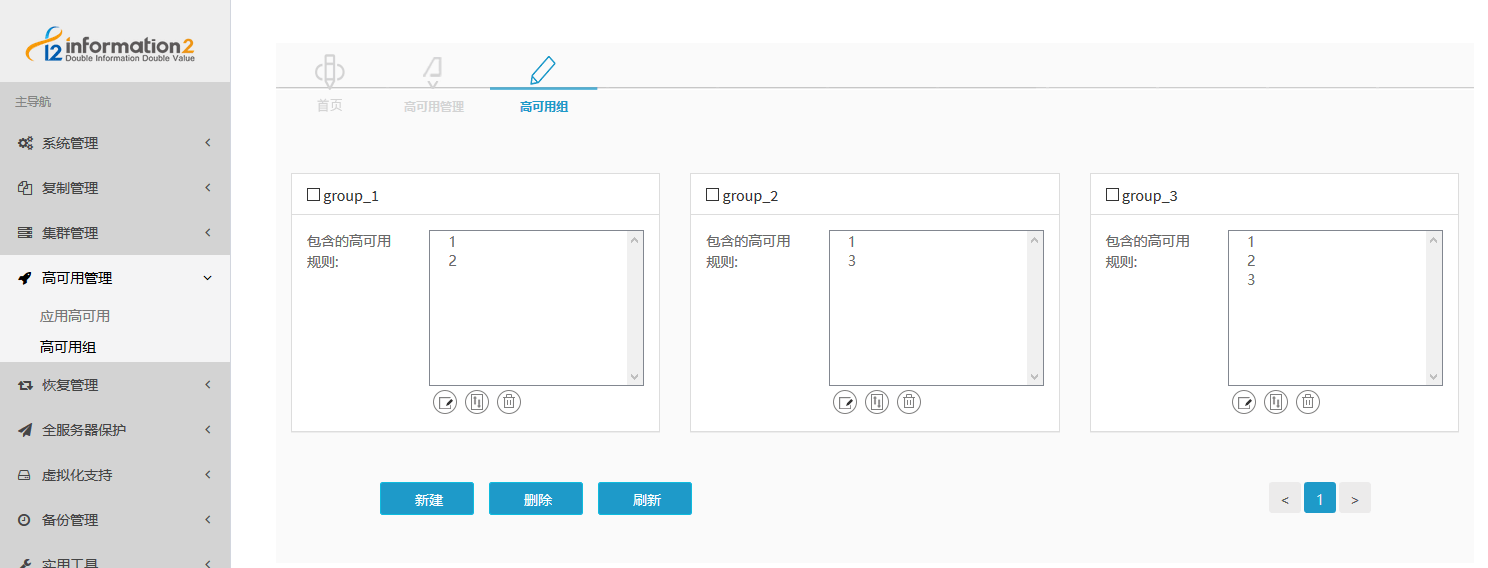 information2
Double Information Double Value
主导航
系统管理
复制管理
集群管理
高可用管理
应用高可用
高可用组
恢复管理
全服务器保护
虚拟化支持
备份管理
实用工具
首页
高可用管理
高可用组
group_1
包含的高可用
规则:
1
2
group_2
包含的高可用
规则:
1
3
group_3
包含的高可用
规则:
1
2
3
新建 删除 刷新
< 1 >